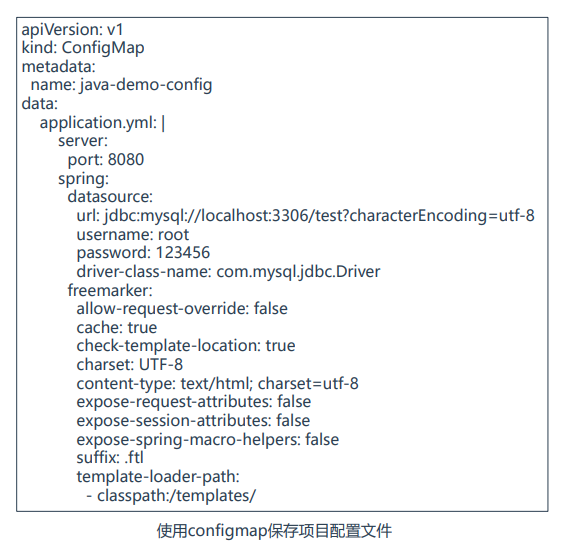 apiVersion: v1
kind: ConfigMap
metadata:
  name: java-demo-config
data:
    application.yml: |
        server:
          port: 8080
        spring:
          datasource:
            url: jdbc:mysql://localhost:3306/test?characterEncoding=utf-8
            username: root
            password: 123456
            driver-class-name: com.mysql.jdbc.Driver
          freemarker:
            allow-request-override: false
            cache: true
            check-template-location: true
            charset: UTF-8
            content-type: text/html; charset=utf-8
            expose-request-attributes: false
            expose-session-attributes: false
            expose-spring-macro-helpers: false
            suffix: .ftl
            template-loader-path:
              - classpath:/templates/
使用configmap保存项目配置文件